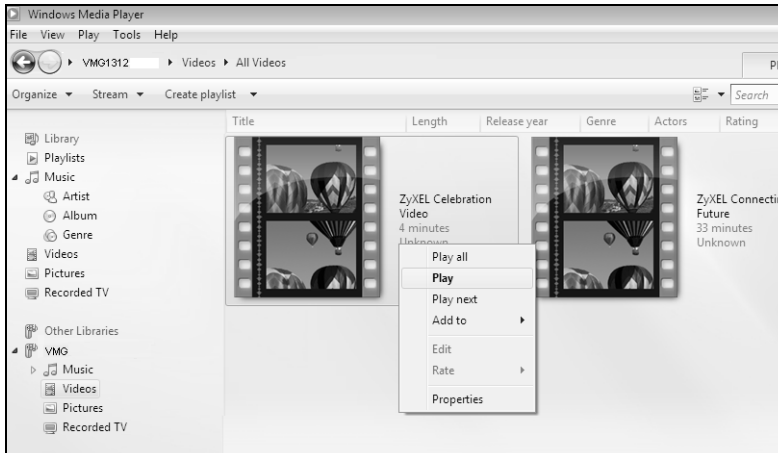 Windows Media Player
File View Play Tools Help
VMG1312 Videos All Videos
Organize Stream Create playlist Search
Title Length Release year Genre Actors Rating
Library
Playlists
Music
Artist
Album
Genre
Videos
Pictures
Recorded TV
Other Libraries
VMG
Music
Videos
Pictures
Recorded TV
ZyXEL Celebration
Video
4 minutes
Unknown
ZyXEL
Future
33 minutes
Unknown
Play all
Play
Play next
Add to
Edit
Rate
Properties